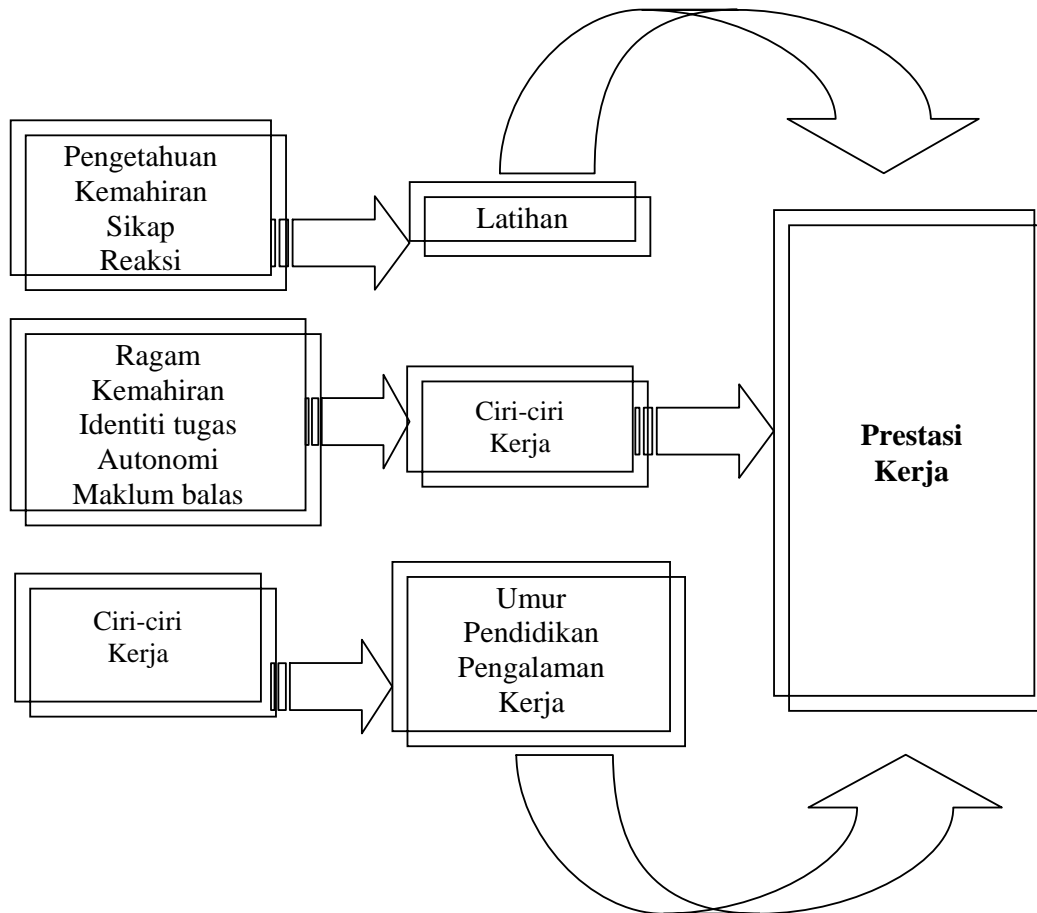 Pengetahuan
Kemahiran
Sikap
Reaksi
Latihan
Ragam
Kemahiran
Identiti tugas
Autonomi
Maklum balas
Ciri-ciri
Kerja
Prestasi
Kerja
Ciri-ciri
Kerja
Umur
Pendidikan
Pengalaman
Kerja